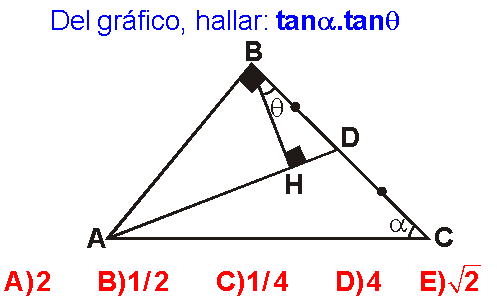 Del gráfico, hallar: tanα.tanθ
B
θ
D
H
A
α
C
A)2 B)1/2 C)1/4 D)4 E)√2